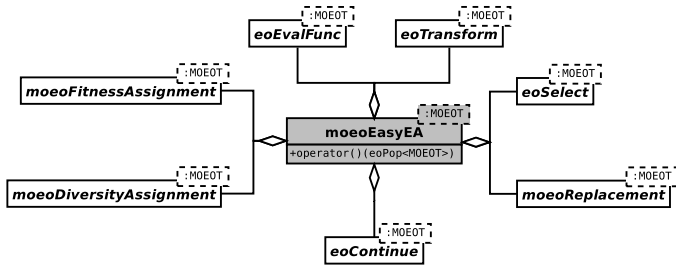 :MOEOT
:MOEOT
eoEvalFunc
eoTransform
:MOEOT
:MOEOT
moeoFitnessAssignment
eoSelect
:MOEOT
moeoEasyEA
+operator()(eoPop<MOEOT>)
:MOEOT
:MOEOT
moeoDiversityAssignment
moeoReplacement
:MOEOT
eoContinue